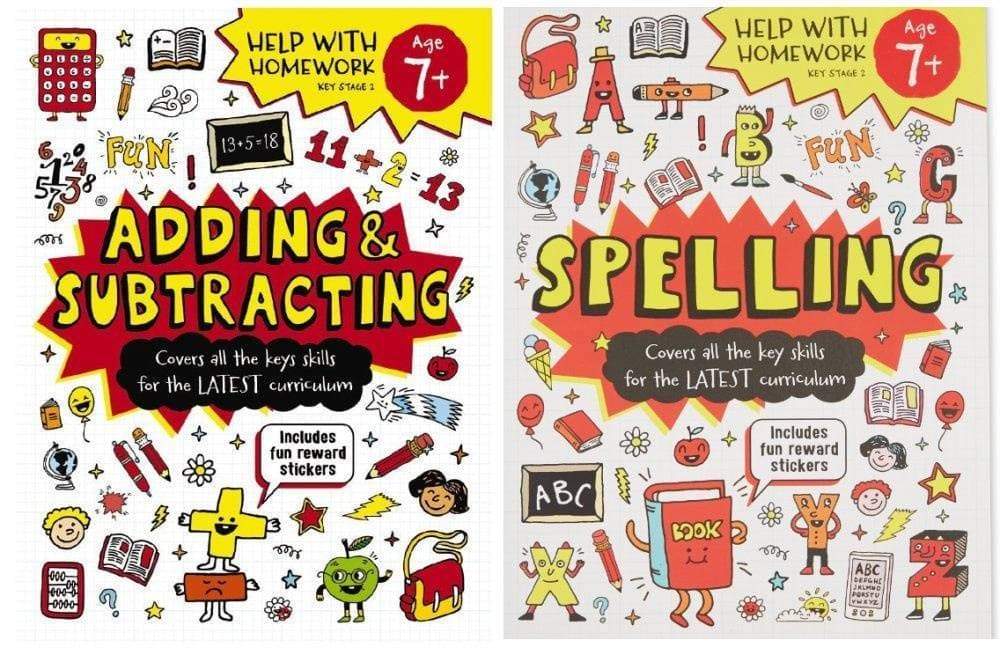 HELP WITH
HOMEWORK
KEY STAGE 2
Age
7+
FUN
13+5=18
11+2=13
ADDING &
SUBTRACTING
Covers all the keys skills
for the LATEST curriculum
Includes
fun reward
stickers
HELP WITH
HOMEWORK
KEY STAGE 2
Age
7+
A
B
FUN
C
SPELLING
Covers all the key skills
for the LATEST curriculum
Includes
fun reward
stickers
ABC
BOOK
X
Y
Z
ABC